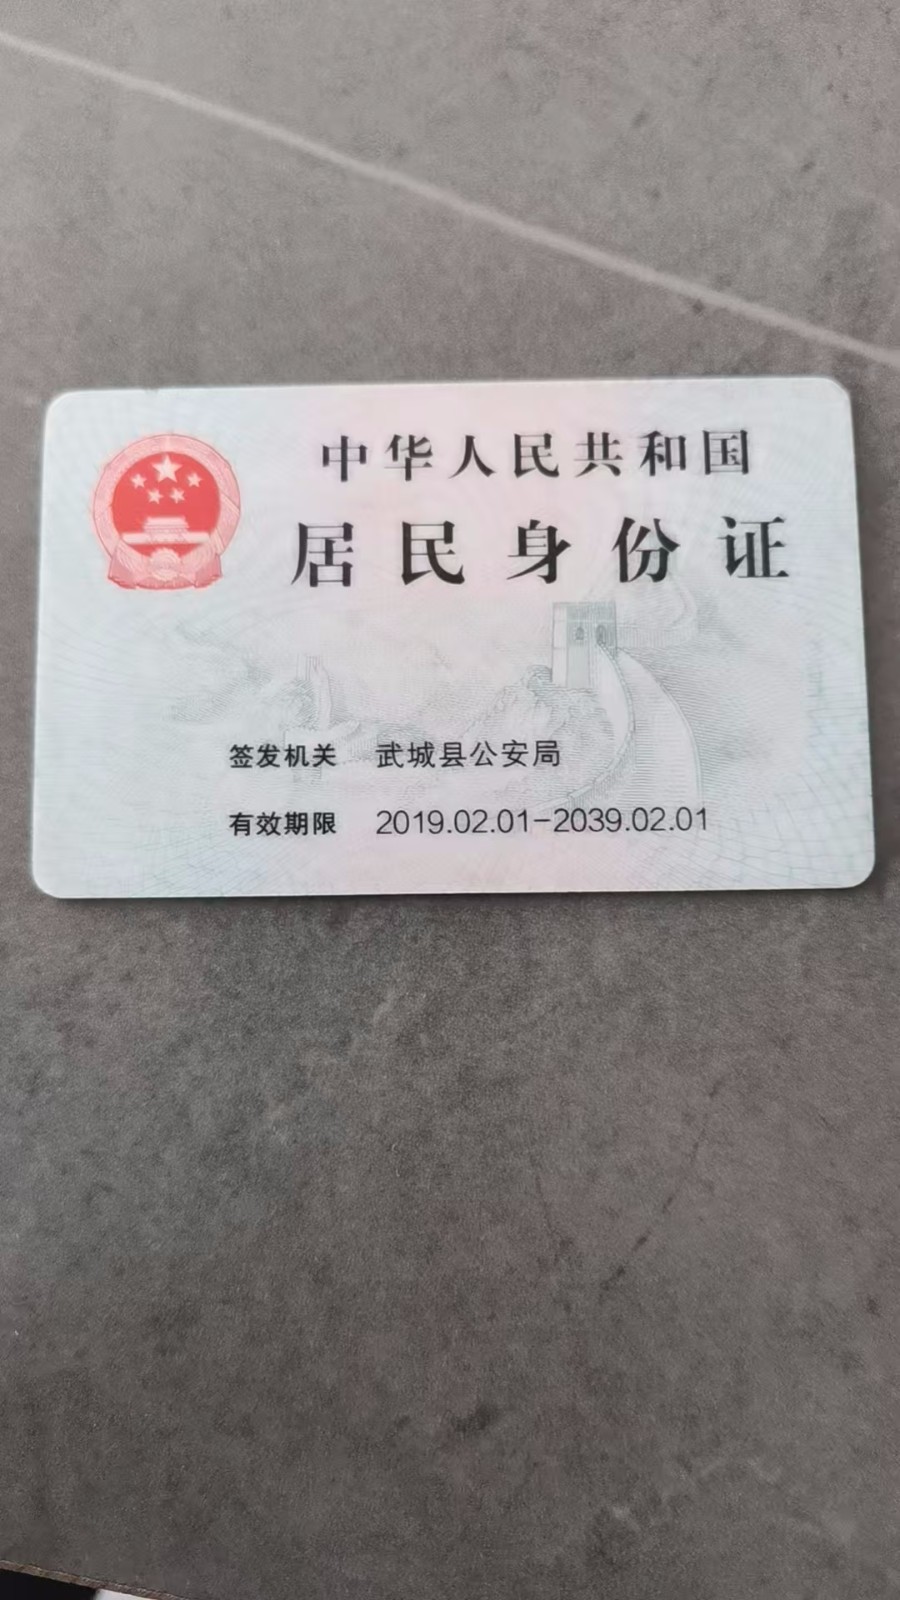 中华人民共和国
居民身份证
签发机关 武城县公安局
有效期限 2019.02.01-2039.02.01